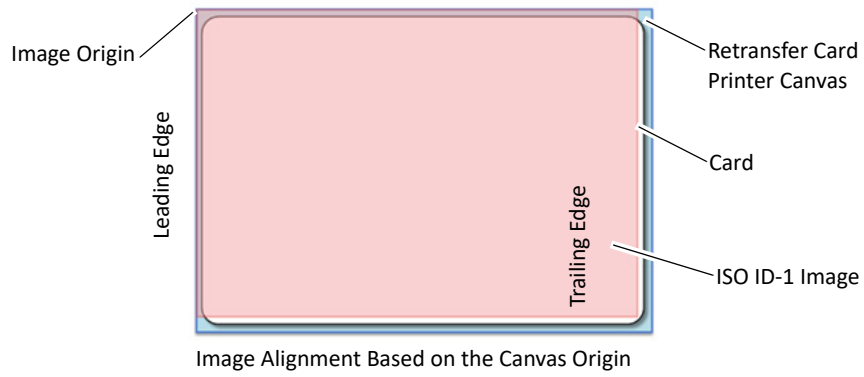 Image Origin
Retransfer Card
Printer Canvas
Leading Edge
Card
Trailing Edge
ISO ID-1 Image
Image Alignment Based on the Canvas Origin